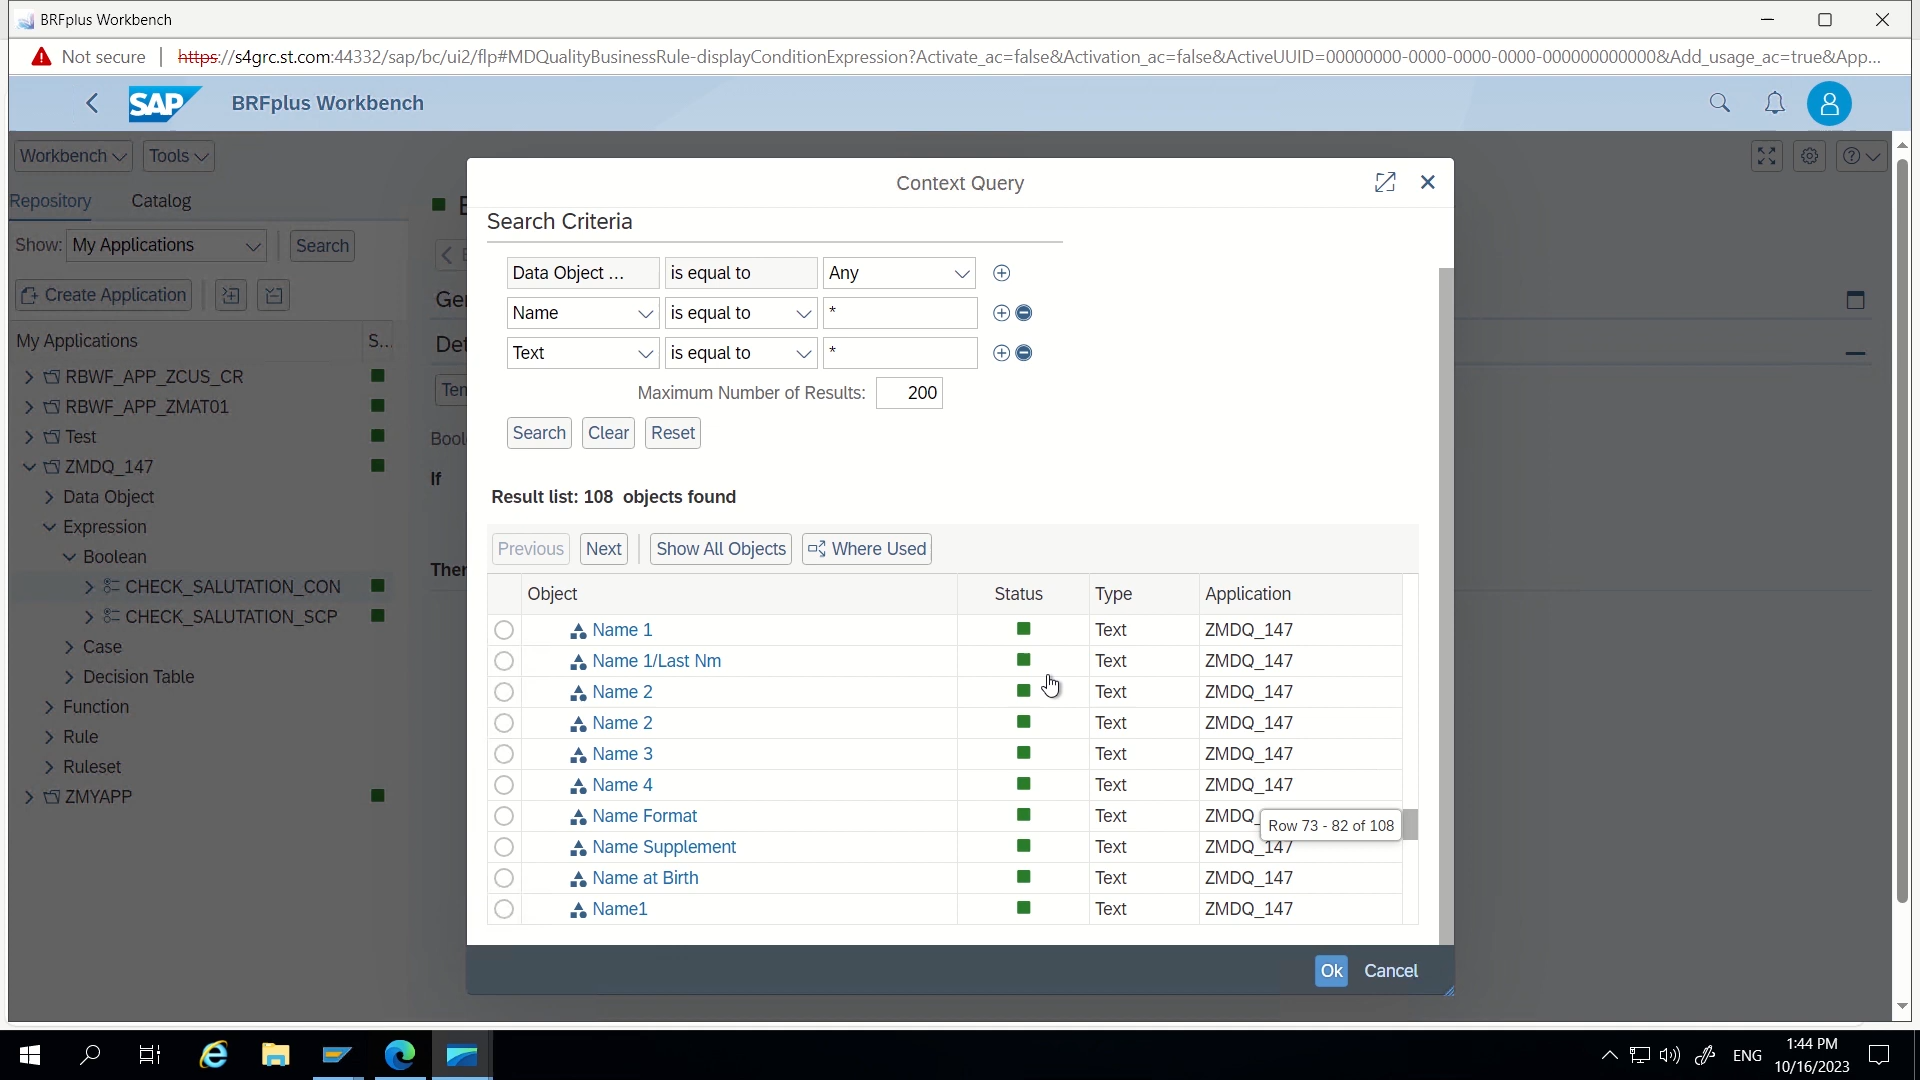 BRFplus Workbench
Not secure https://s4grc.st.com:44332/sap/bc/ui2/flp#MDQualityBusinessRule-displayConditionExpression?Activate_ac=false&Activation_ac=false&ActiveUUID=00000000-0000-0000-0000-000000000000&Add_usage_ac=true&App...
SAP BRFplus Workbench
Workbench Tools
Repository Catalog
Show: My Applications Search
Create Application
My Applications S...
RBWF_APP_ZCUS_CR
RBWF_APP_ZMAT01
Test
ZMDQ_147
Data Object
Expression
Boolean
CHECK_SALUTATION_CON
CHECK_SALUTATION_SCP
Case
Decision Table
Function
Rule
Ruleset
ZMYAPP
If
Context Query
Search Criteria
Data Object ... is equal to Any
Name is equal to *
Text is equal to *
Maximum Number of Results: 200
Search Clear Reset
Result list: 108 objects found
Previous Next Show All Objects Where Used
Object Status Type Application
Name 1 Text ZMDQ_147
Name 1/Last Nm Text ZMDQ_147
Name 2 Text ZMDQ_147
Name 2 Text ZMDQ_147
Name 3 Text ZMDQ_147
Name 4 Text ZMDQ_147
Name Format Text ZMDQ_
Row 73 - 82 of 108
Name Supplement Text ZMDQ_147
Name at Birth Text ZMDQ_147
Name1 Text ZMDQ_147
Ok Cancel
ENG 1:44 PM
10/16/2023